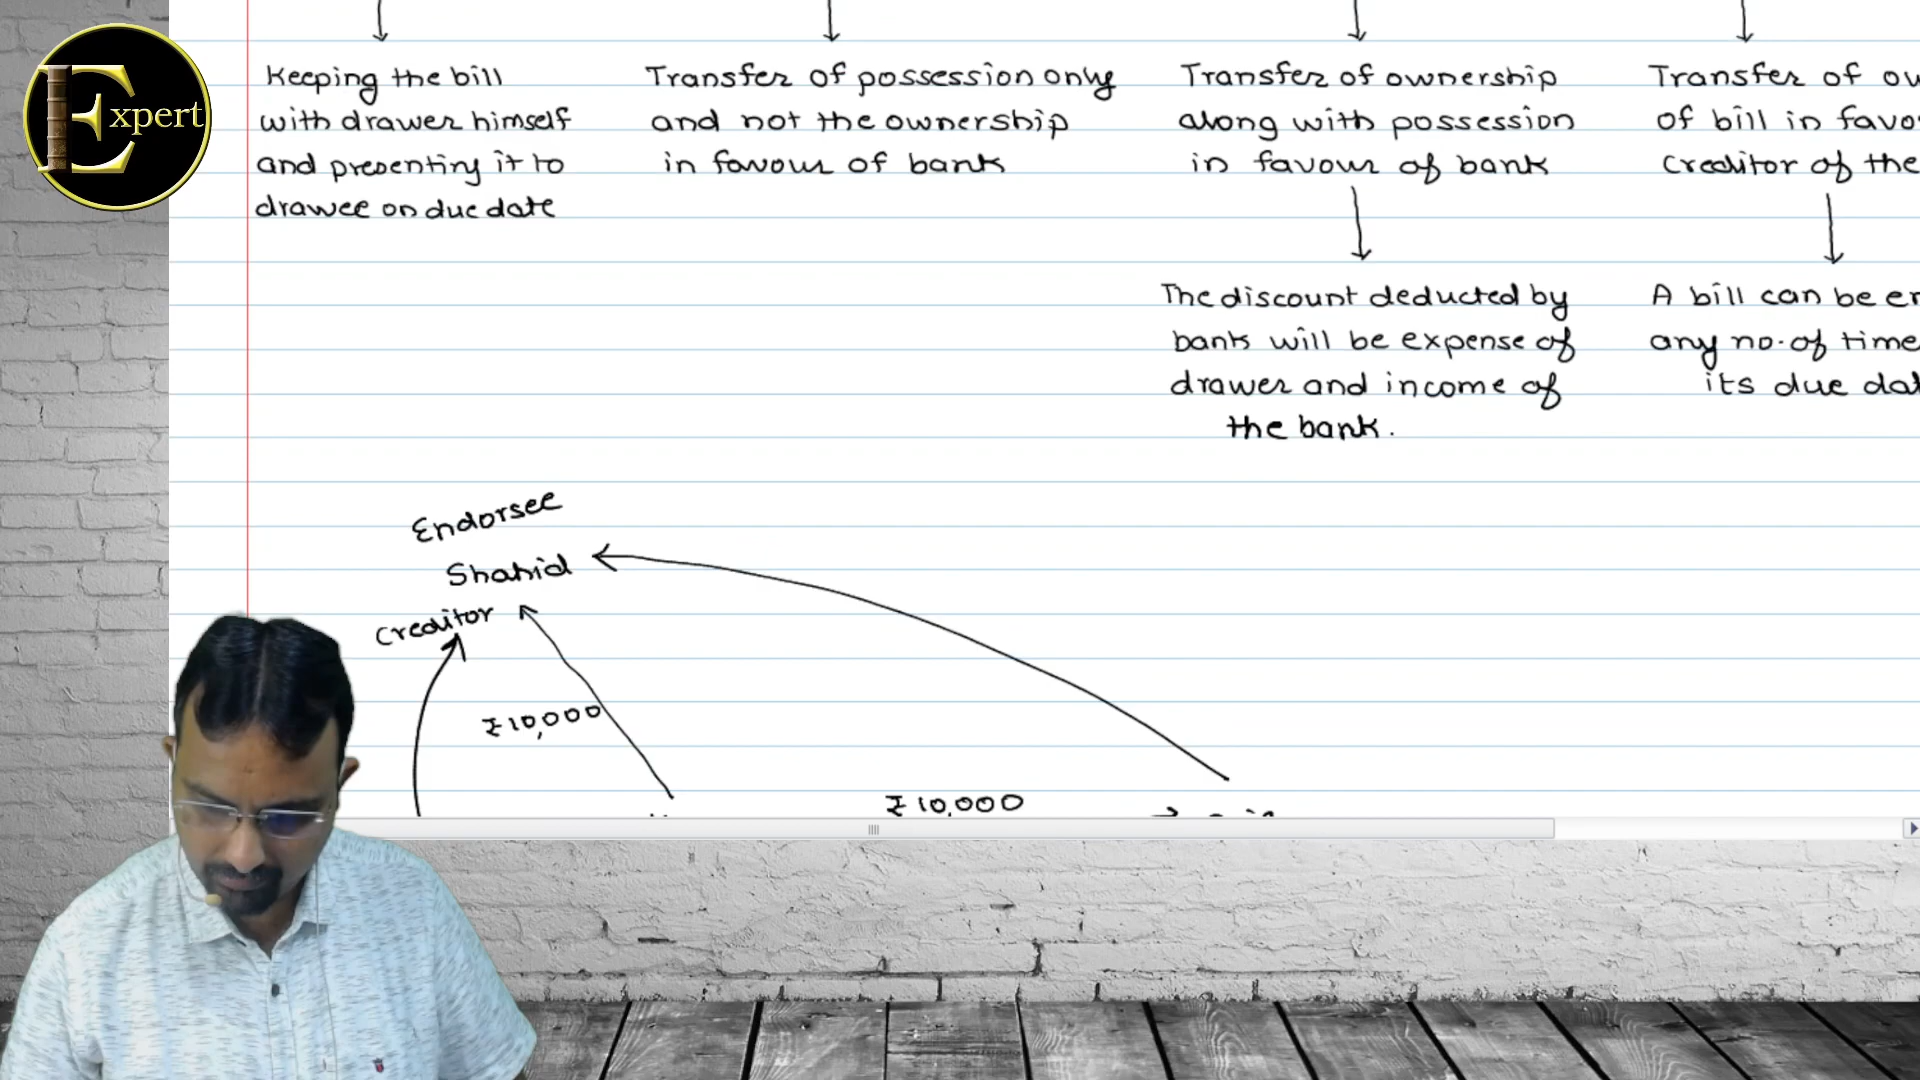 Expert
Keeping the bill
with drawer himself
and presenting it to
drawee on due date
Transfer of possession only
and not the ownership
in favour of bank
Transfer of ownership
along with possession
in favour of bank
The discount deducted by
bank will be expense of
drawer and income of
the bank.
Transfer of
of bill in
Creditor of the
A bill can be
any no. of
its due
Endorsee
Shahid
Creditor
₹10,000
₹10,000